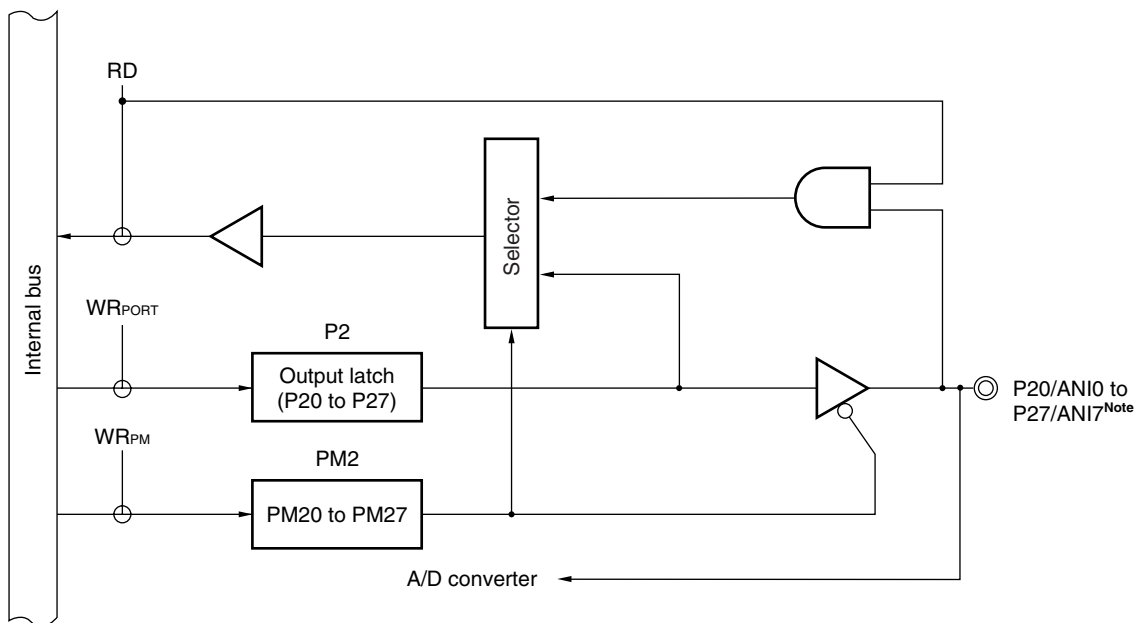 RD
Selector
Internal bus
WRPORT
P2
Output latch
(P20 to P27)
P20/ANI0 to
P27/ANI7Note
WRPM
PM2
PM20 to PM27
A/D converter